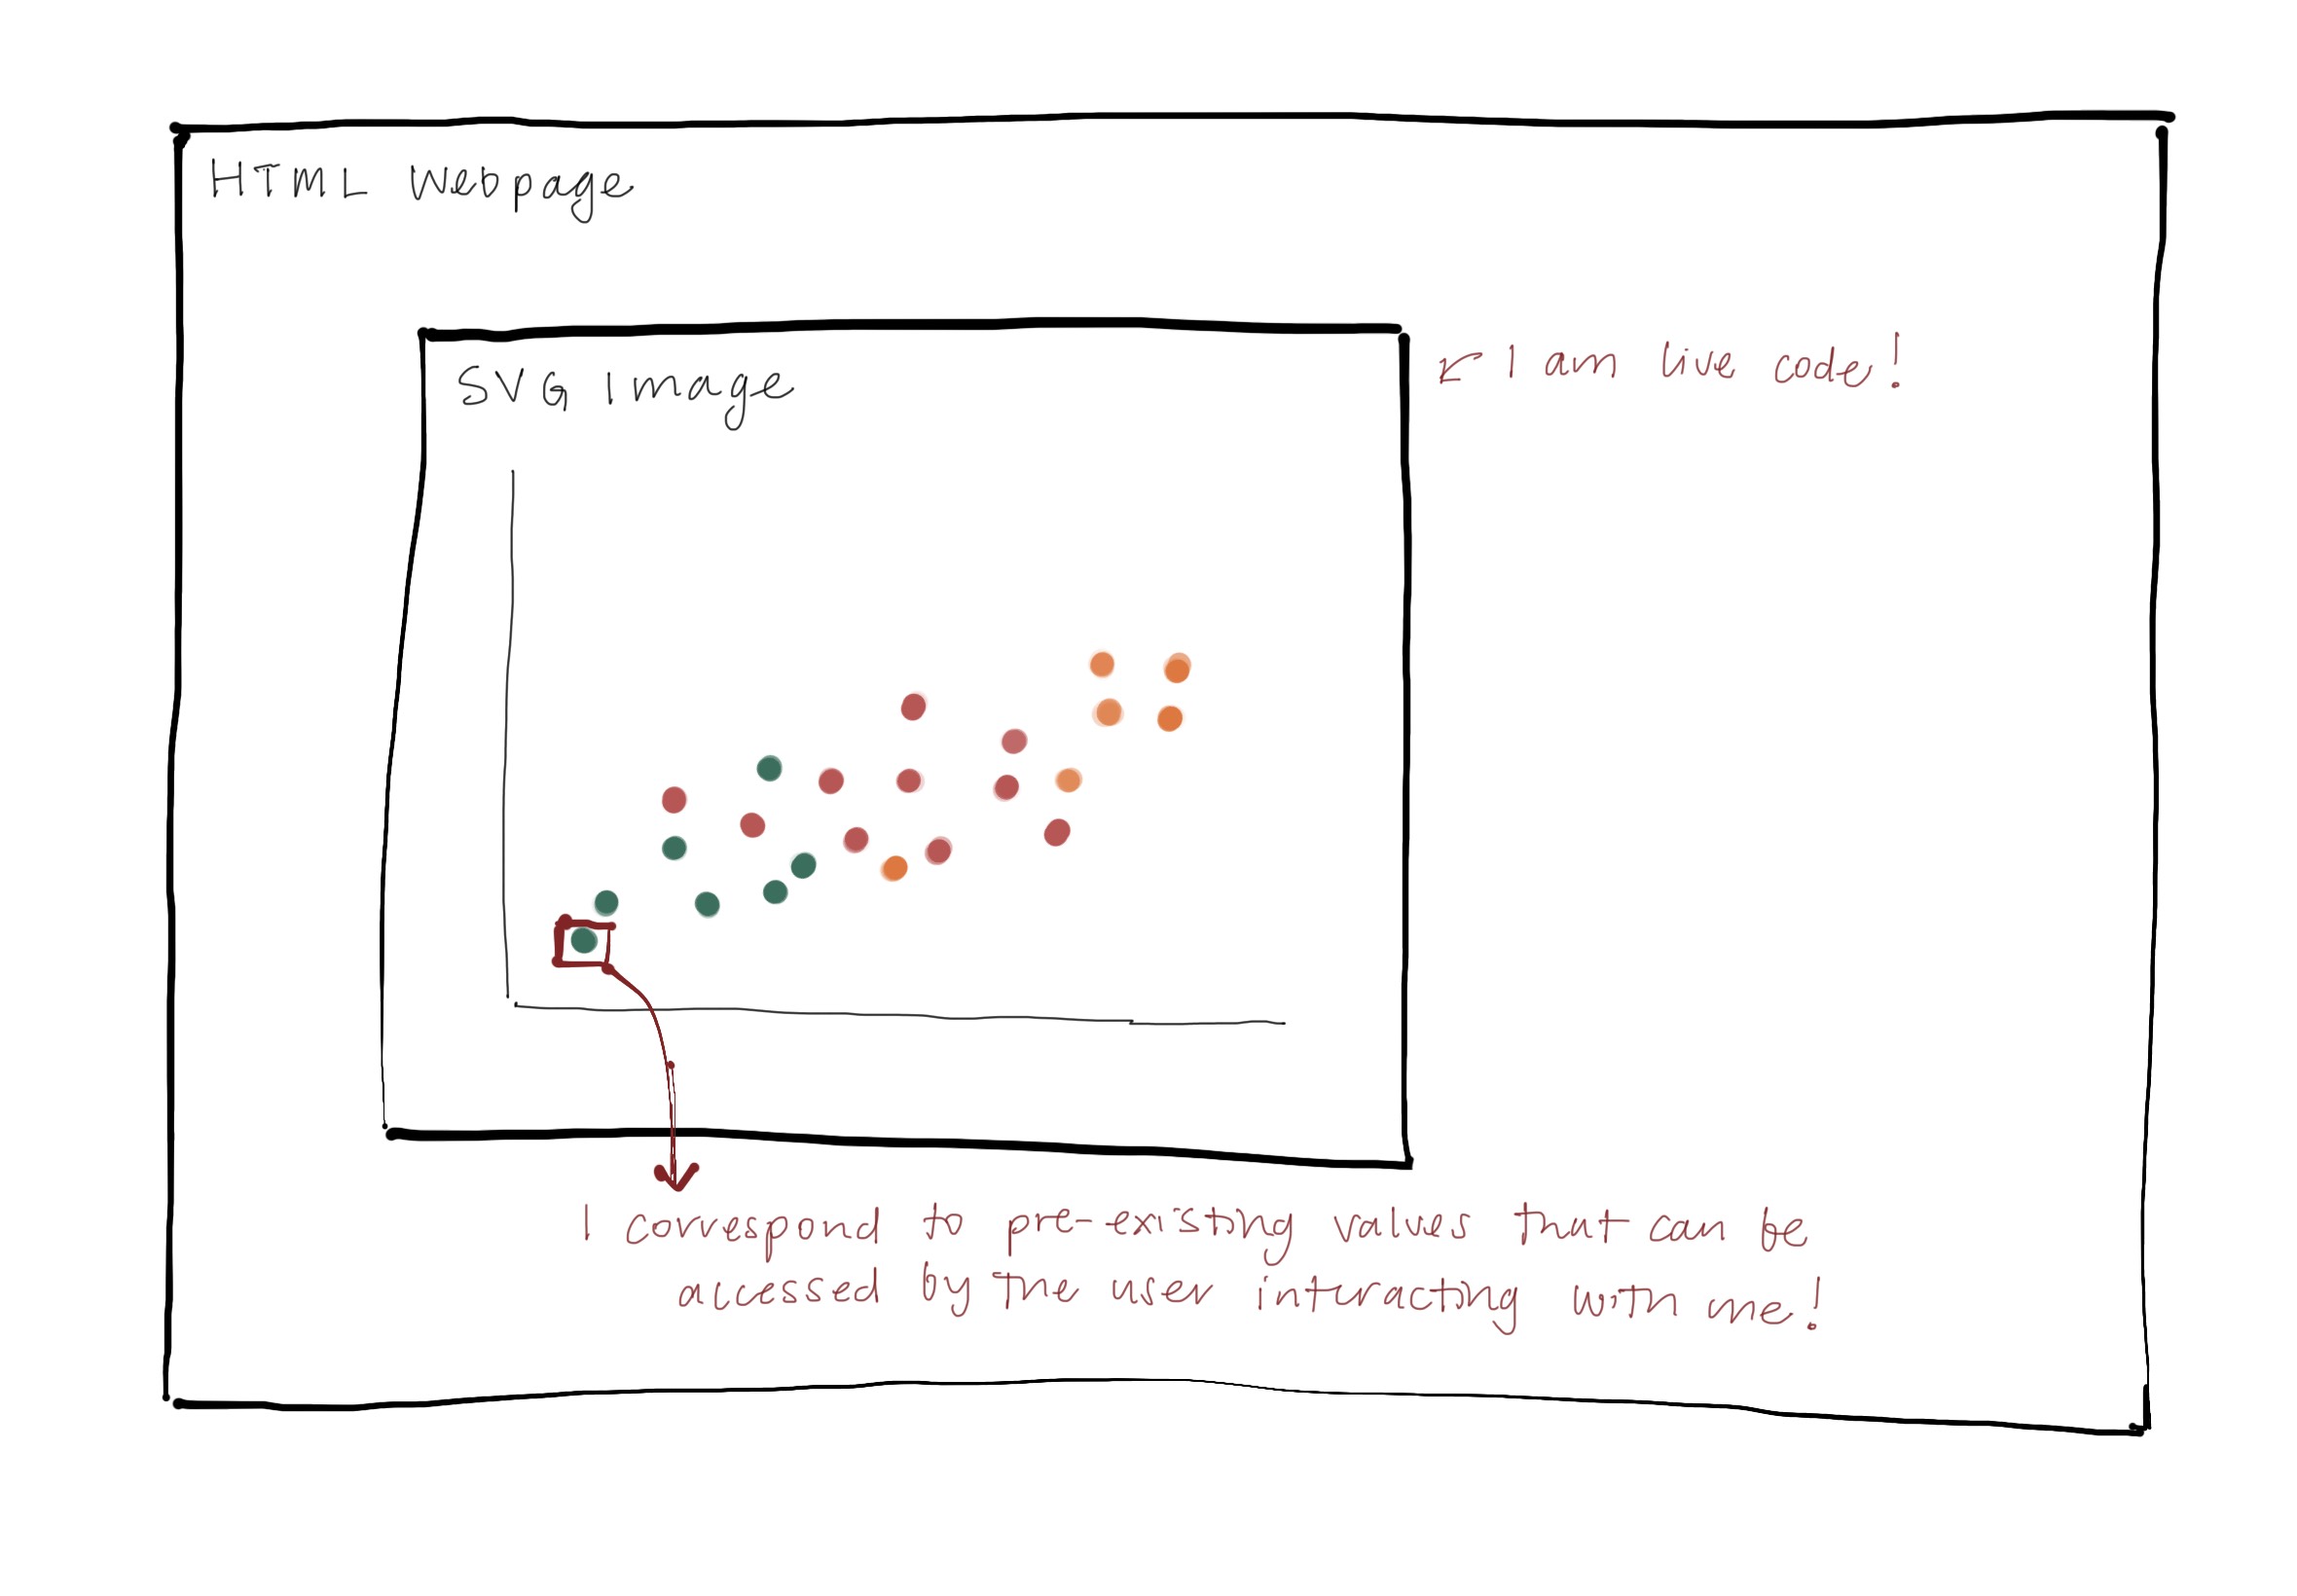 HTML Webpage
SVG Image
I am live code!
I correspond to pre-existing values that can be
accessed by the user interacting with me!